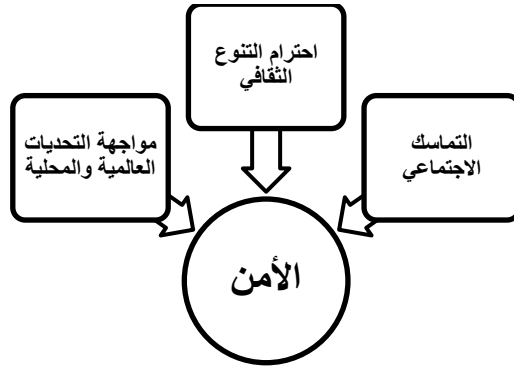 احترام التنوع
الثقافي
التماسك
الاجتماعي
مواجهة التحديات
العالمية والمحلية
الأمن